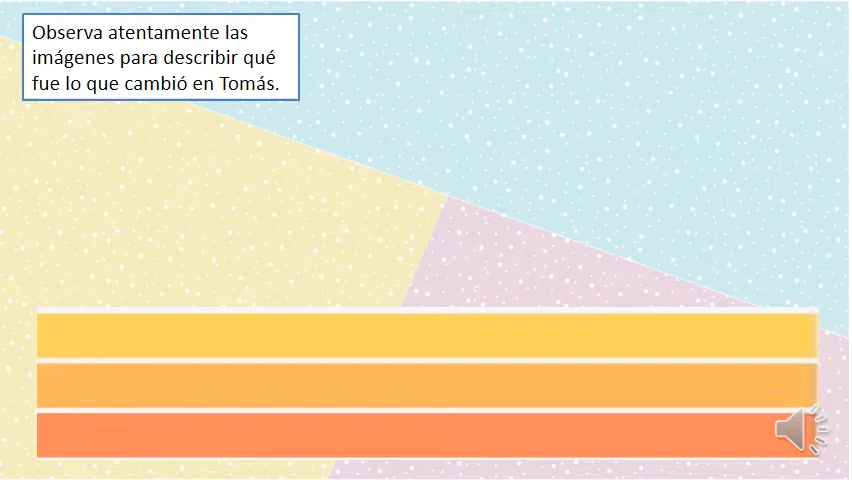 Observa atentamente las
imágenes para describir qué
fue lo que cambió en Tomás.